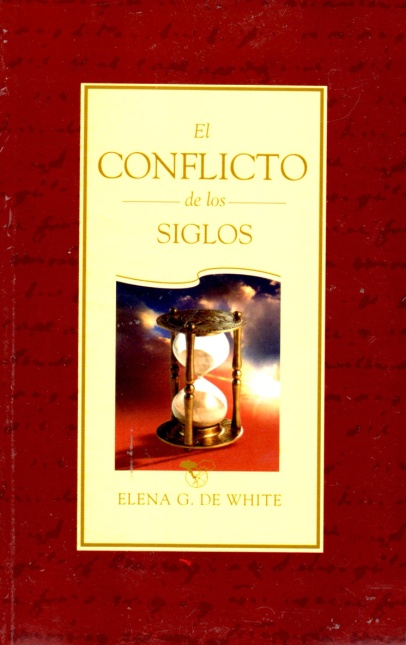 El
CONFLICTO
de los
SIGLOS
ELENA G. DE WHITE